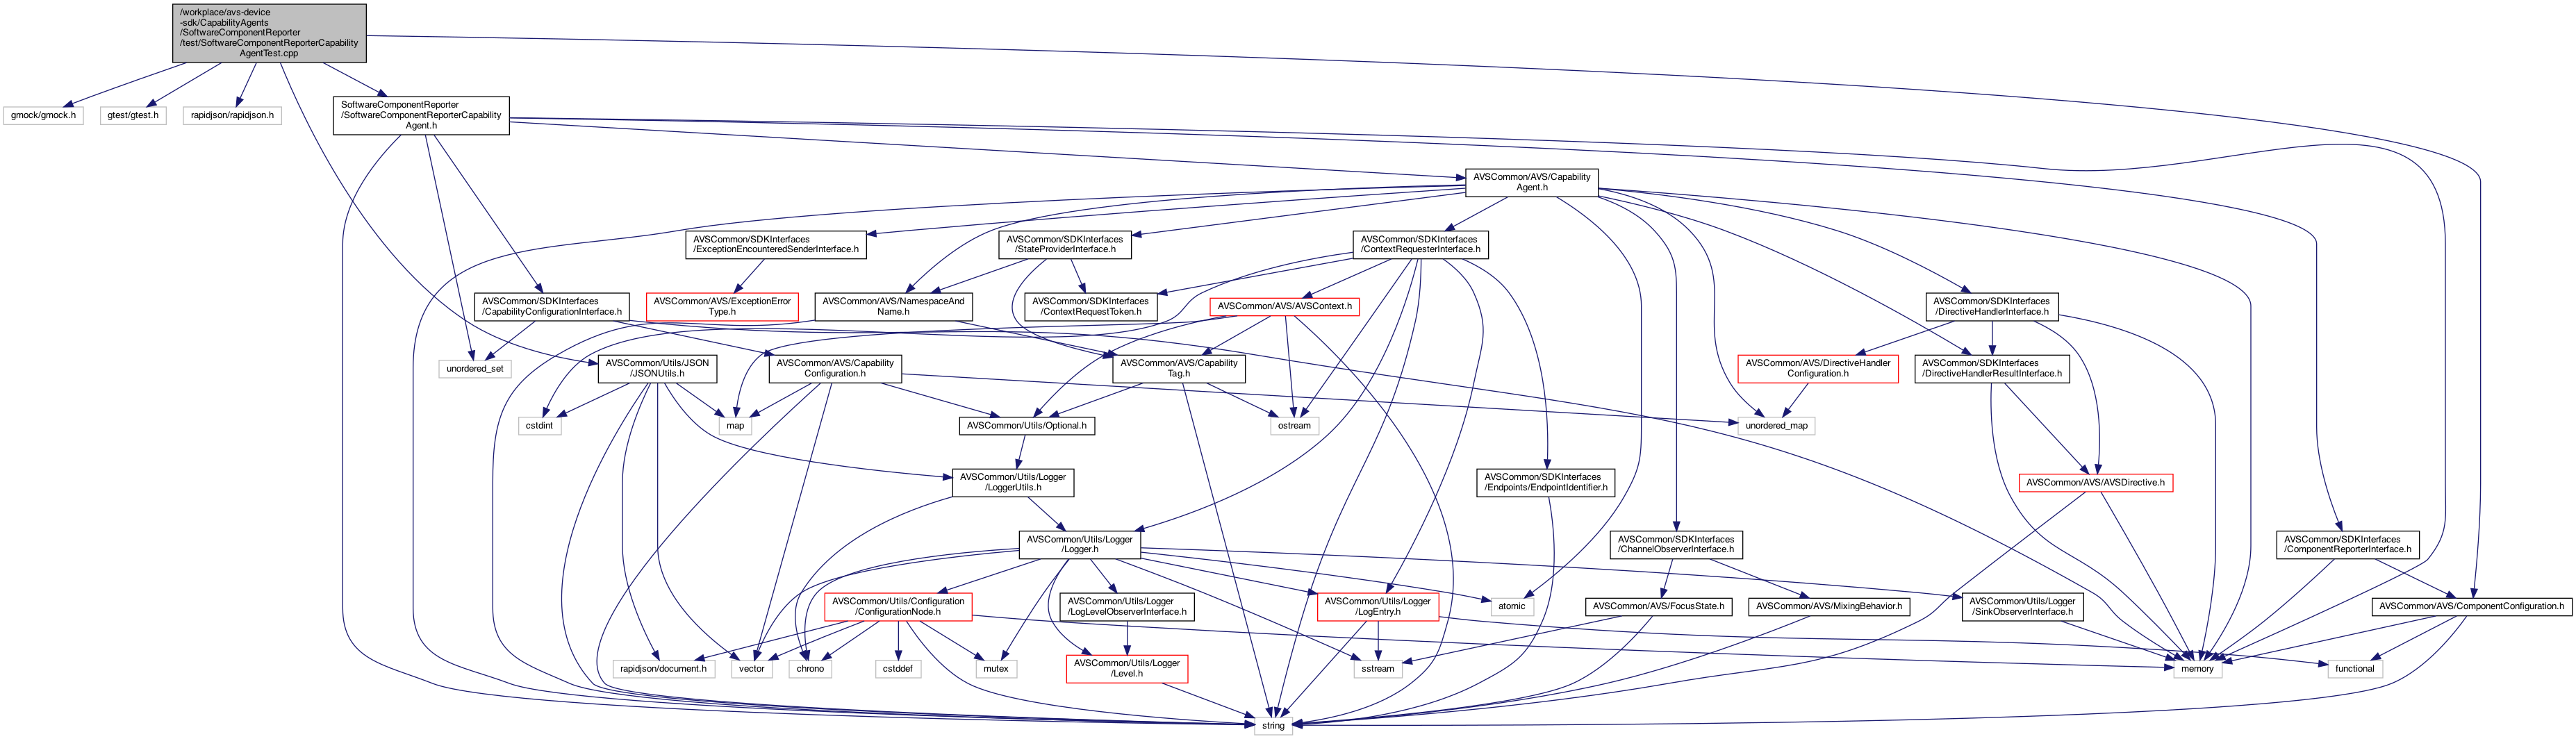 /workplace/avs-device
-sdk/CapabilityAgents
/SoftwareComponentReporter
/test/SoftwareComponentReporterCapability
AgentTest.cpp
gmock/gmock.h
gtest/gtest.h
rapidjson/rapidjson.h
SoftwareComponentReporter
/SoftwareComponentReporterCapability
Agent.h
AVSCommon/AVS/Capability
Agent.h
AVSCommon/SDKInterfaces
/ExceptionEncounteredSenderInterface.h
AVSCommon/SDKInterfaces
/StateProviderInterface.h
AVSCommon/SDKInterfaces
/ContextRequesterInterface.h
AVSCommon/SDKInterfaces
/CapabilityConfigurationInterface.h
AVSCommon/AVS/ExceptionError
Type.h
AVSCommon/AVS/NamespaceAnd
Name.h
AVSCommon/SDKInterfaces
/ContextRequestToken.h
AVSCommon/AVS/AVSContext.h
AVSCommon/SDKInterfaces
/DirectiveHandlerInterface.h
unordered_set
AVSCommon/Utils/JSON
/JSONUtils.h
AVSCommon/AVS/Capability
Configuration.h
AVSCommon/AVS/Capability
Tag.h
AVSCommon/AVS/DirectiveHandler
Configuration.h
AVSCommon/SDKInterfaces
/DirectiveHandlerResultInterface.h
cstdint
map
AVSCommon/Utils/Optional.h
ostream
unordered_map
AVSCommon/Utils/Logger
/LoggerUtils.h
AVSCommon/SDKInterfaces
/Endpoints/EndpointIdentifier.h
AVSCommon/AVS/AVSDirective.h
AVSCommon/Utils/Logger
/Logger.h
AVSCommon/SDKInterfaces
/ChannelObserverInterface.h
AVSCommon/SDKInterfaces
/ComponentReporterInterface.h
AVSCommon/Utils/Configuration
/ConfigurationNode.h
AVSCommon/Utils/Logger
/LogLevelObserverInterface.h
AVSCommon/Utils/Logger
/LogEntry.h
atomic
AVSCommon/AVS/FocusState.h
AVSCommon/AVS/MixingBehavior.h
AVSCommon/Utils/Logger
/SinkObserverInterface.h
AVSCommon/AVS/ComponentConfiguration.h
rapidjson/document.h
vector
chrono
cstddef
mutex
AVSCommon/Utils/Logger
/Level.h
sstream
memory
functional
string